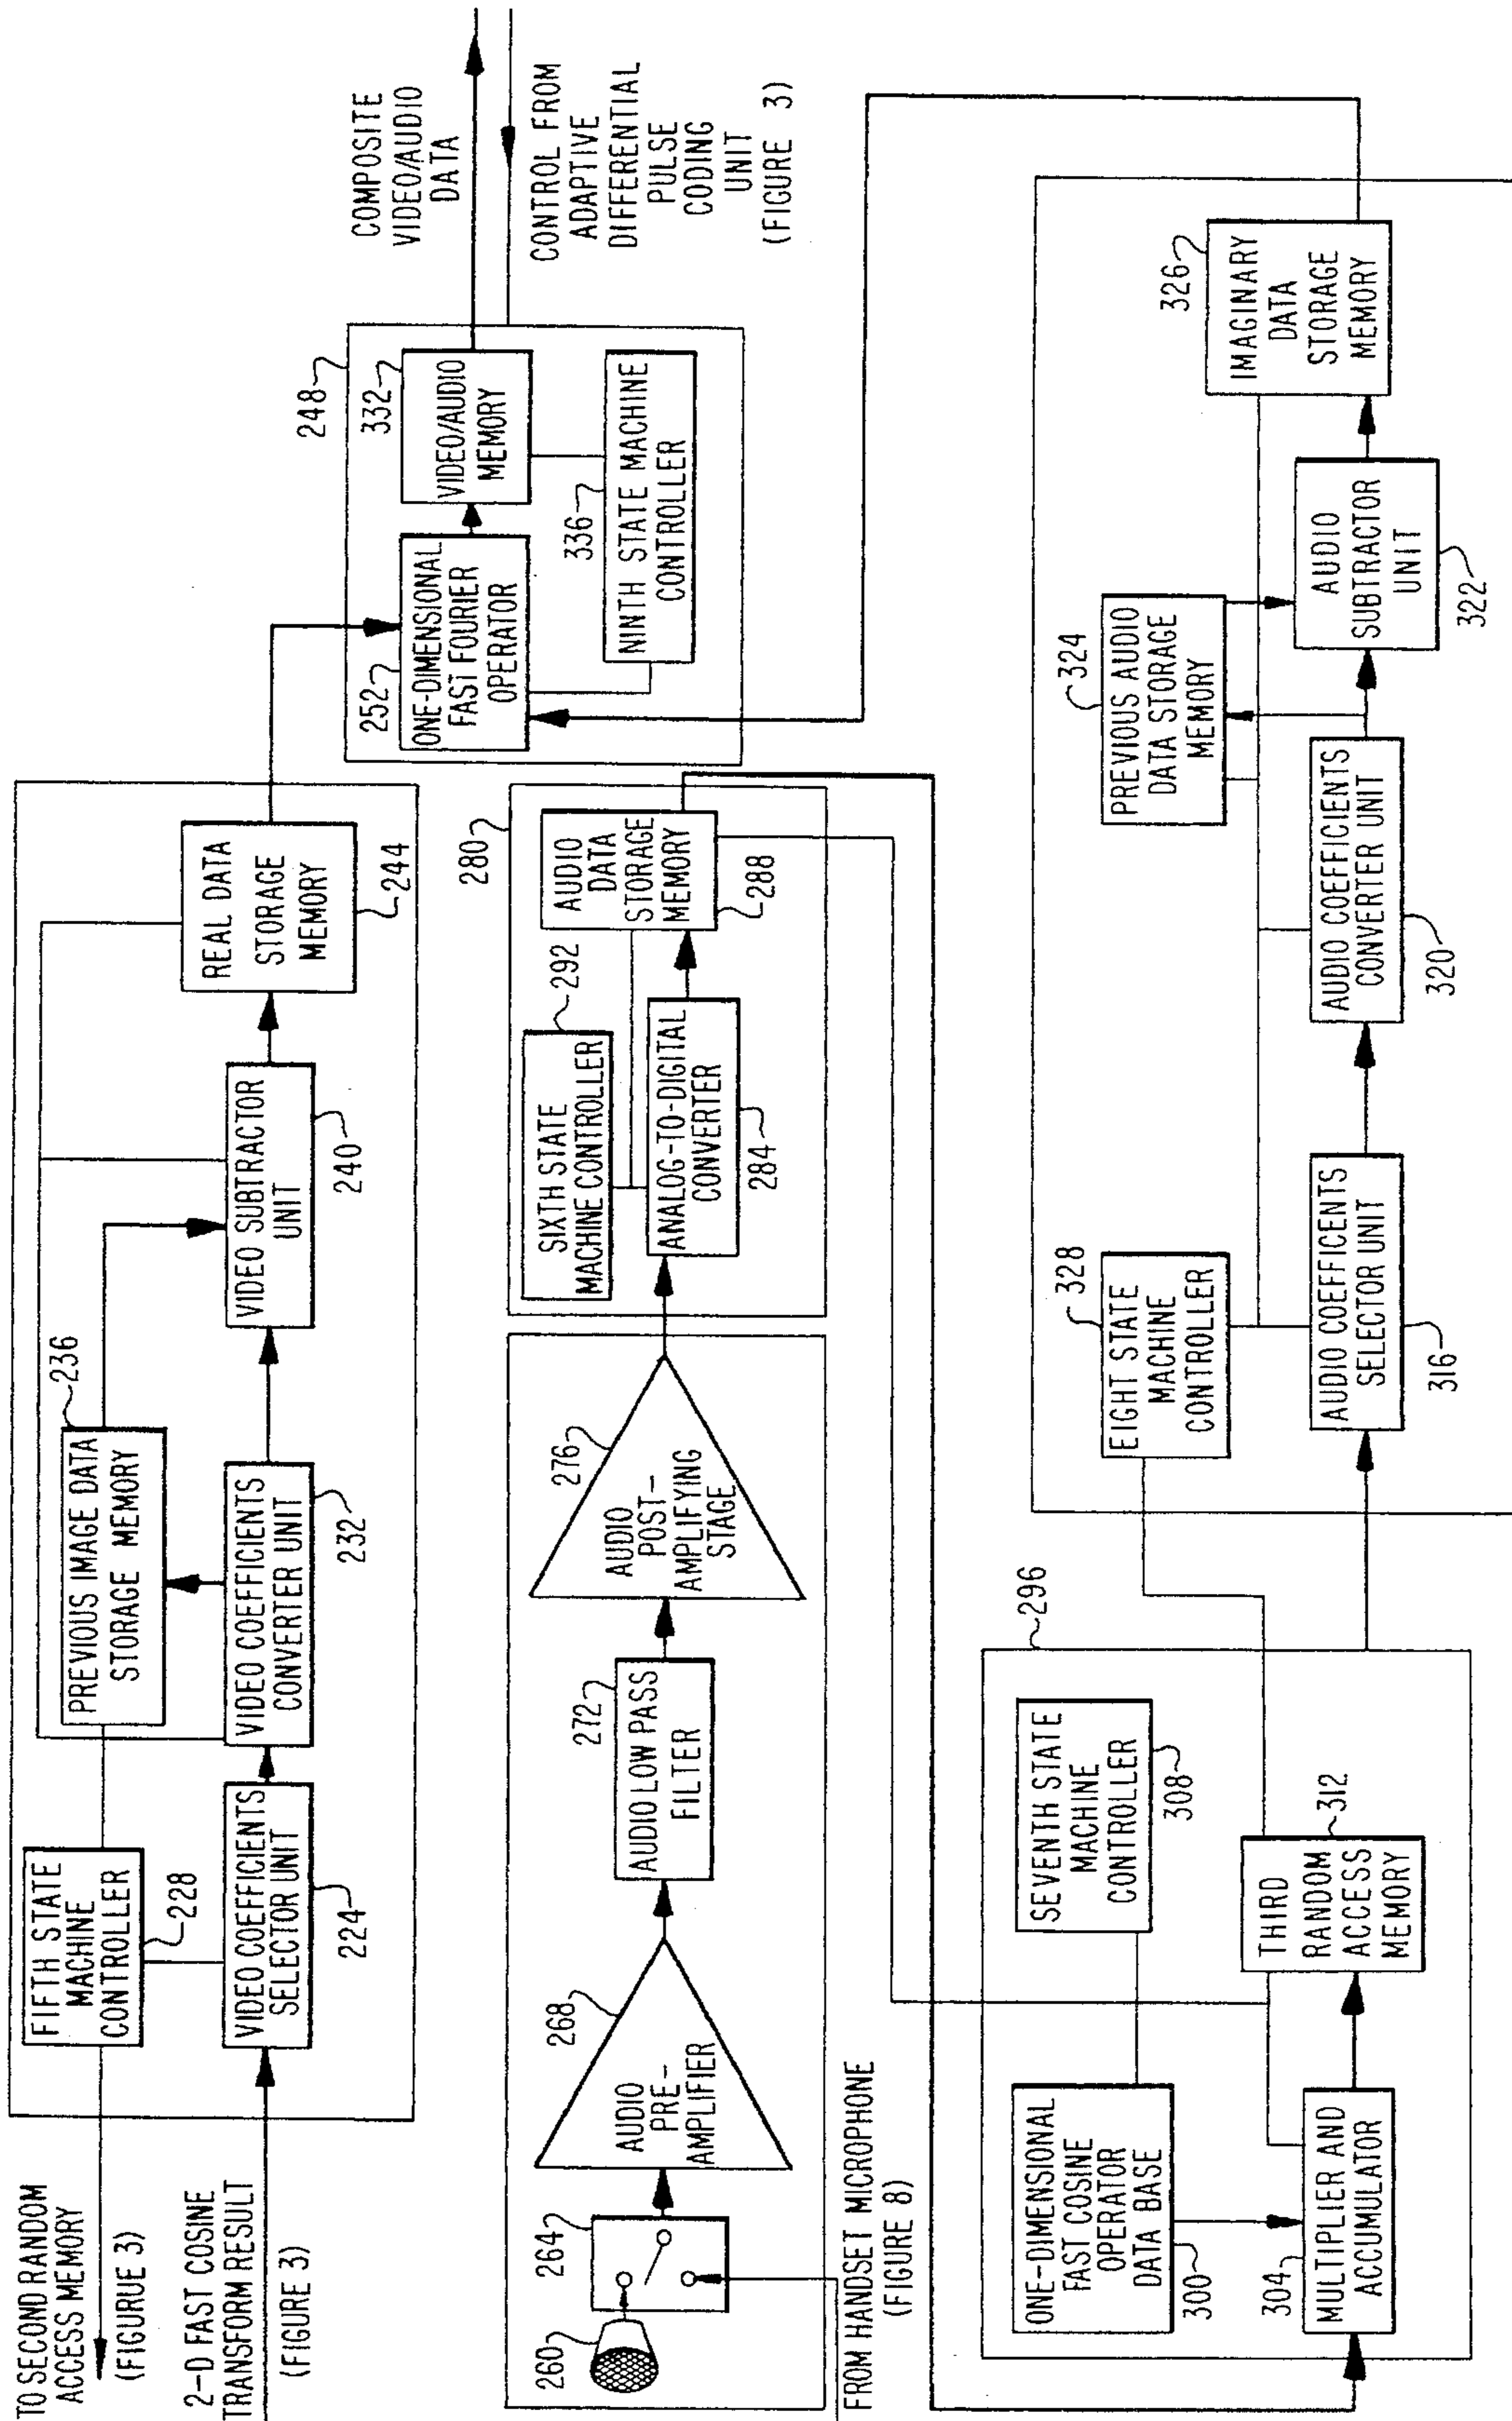 TO SECOND RANDOM
ACCESS MEMORY
(FIGURUE 3)
2-D FAST COSINE
TRANSFORM RESULT
(FIGURE 3)
FIFTH STATE
MACHINE
CONTROLLER
228
VIDEO COEFFICIENTS
SELECTOR UNIT
224
236
PREVIOUS IMAGE DATA
STORAGE MEMORY
VIDEO COEFFICIENTS
CONVERTER UNIT
232
VIDEO SUBTRACTOR
UNIT
240
REAL DATA
STORAGE
MEMORY
244
248
252
ONE-DIMENSIONAL
FAST FOURIER
OPERATOR
332
VIDEO/AUDIO
MEMORY
336
NINTH STATE MACHINE
CONTROLLER
COMPOSITE
VIDEO/AUDIO
DATA
CONTROL FROM
ADAPTIVE
DIFFERENTIAL
PULSE
CODING
UNIT
(FIGURE 3)
260
264
FROM HANDSET MICROPHONE
(FIGURE 8)
268
AUDIO
PRE-
AMPLIFIER
272
AUDIO LOW PASS
FILTER
276
AUDIO
POST-
AMPLIFYING
STAGE
280
SIXTH STATE
MACHINE CONTROLLER
292
ANALOG-TO-DIGITAL
CONVERTER
284
AUDIO
DATA
STORAGE
MEMORY
288
296
ONE-DIMENSIONAL
FAST COSINE
OPERATOR
DATA BASE
300
SEVENTH STATE
MACHINE
CONTROLLER
308
304
MULTIPLIER AND
ACCUMULATOR
THIRD
RANDOM
ACCESS
MEMORY
312
328
EIGHT STATE
MACHINE
CONTROLLER
AUDIO COEFFICENTS
SELECTOR UNIT
316
324
PREVIOUS AUDIO
DATA STORAGE
MEMORY
AUDIO COEFFICIENTS
CONVERTER UNIT
320
AUDIO
SUBTRACTOR
UNIT
322
326
IMAGINARY
DATA
STORAGE
MEMORY